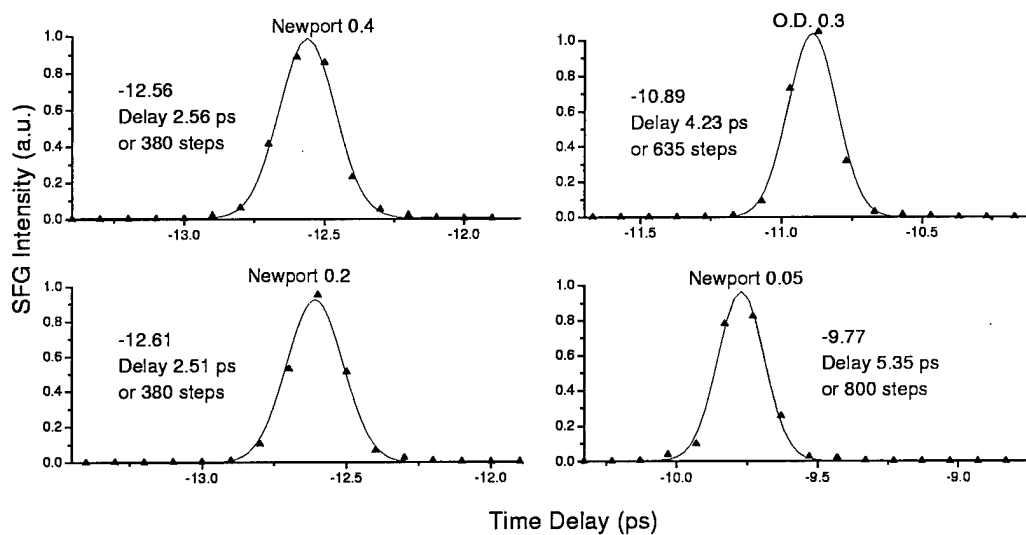 Newport 0.4
1.0
0.8
0.6
0.4
0.2
0.0
-12.56
Delay 2.56 ps
or 380 steps
-13.0
-12.5
-12.0
O.D. 0.3
1.0
0.8
0.6
0.4
0.2
0.0
-10.89
Delay 4.23 ps
or 635 steps
-11.5
-11.0
-10.5
SFG Intensity (a.u.)
Newport 0.2
1.0
0.8
0.6
0.4
0.2
0.0
-12.61
Delay 2.51 ps
or 380 steps
-13.0
-12.5
-12.0
Newport 0.05
1.0
0.8
0.6
0.4
0.2
0.0
-9.77
Delay 5.35 ps
or 800 steps
-10.0
-9.5
-9.0
Time Delay (ps)